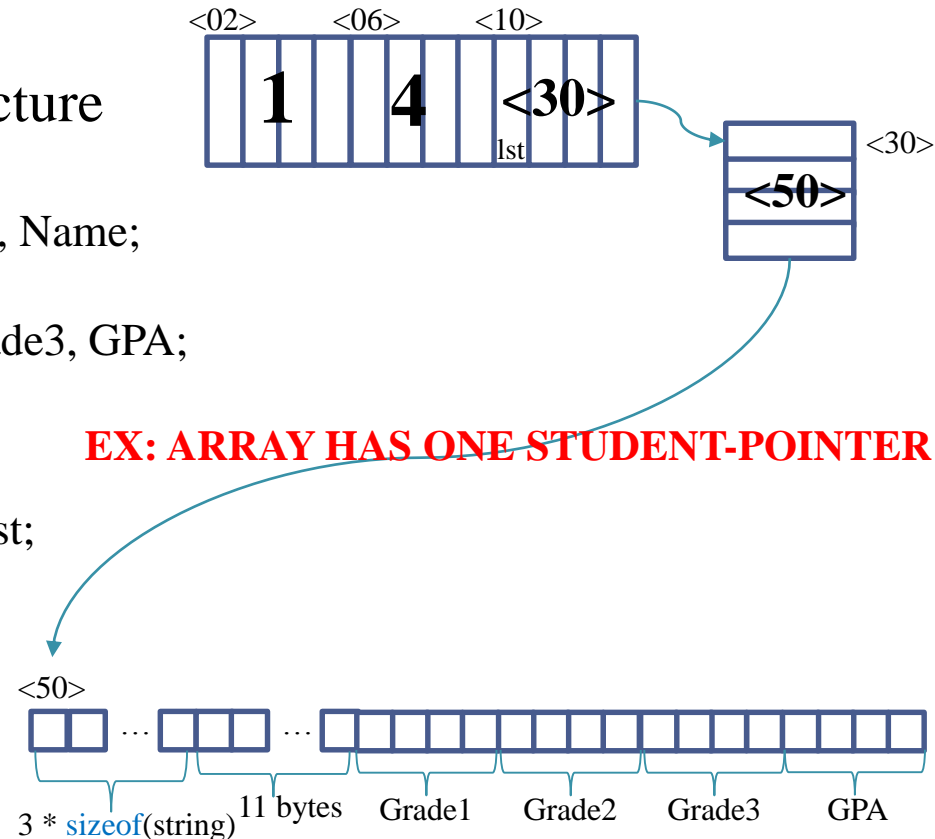 <02> <06> <10>
cture
1 4 <30>
lst
<30>
<50>
, Name;
de3, GPA;
EX: ARRAY HAS ONE STUDENT-POINTER
st;
<50>
... ...
3 * sizeof(string) 11 bytes Grade1 Grade2 Grade3 GPA